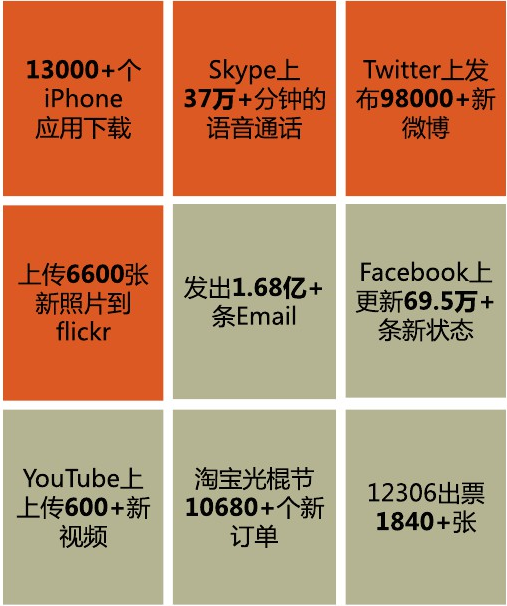 13000+个
iPhone
应用下载
Skype上
37万+分钟的
语音通话
Twitter上发
布98000+新
微博
上传6600张
新照片到
flickr
发出1.68亿+
条Email
Facebook上
更新69.5万+
条新状态
YouTube上
上传600+新
视频
淘宝光棍节
10680+个新
订单
12306出票
1840+张